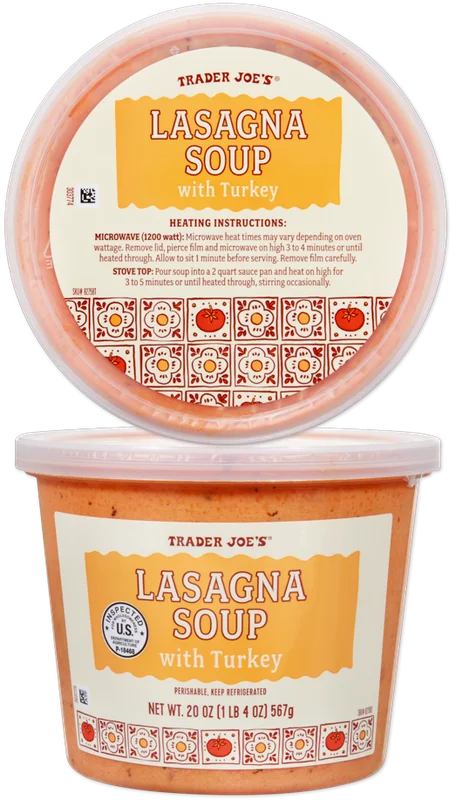 TRADER JOE'S®
LASAGNA
SOUP
with Turkey
003774
HEATING INSTRUCTIONS:
MICROWAVE (1200 watt): Microwave heat times may vary depending on oven
wattage. Remove lid, pierce film and microwave on high 3 to 4 minutes or until
heated through. Allow to sit 1 minute before serving. Remove film carefully.
STOVE TOP: Pour soup into a 2 quart sauce pan and heat on high for
3 to 5 minutes or until heated through, stirring occasionally.
TRADER JOE'S®
LASAGNA
SOUP
with Turkey
INSPECTED
FOR WHOLESOMENESS
BY
U.S.
DEPARTMENT OF
AGRICULTURE
P-18468
PERISHABLE, KEEP REFRIGERATED
NET WT. 20 OZ (1 LB 4 OZ) 567g